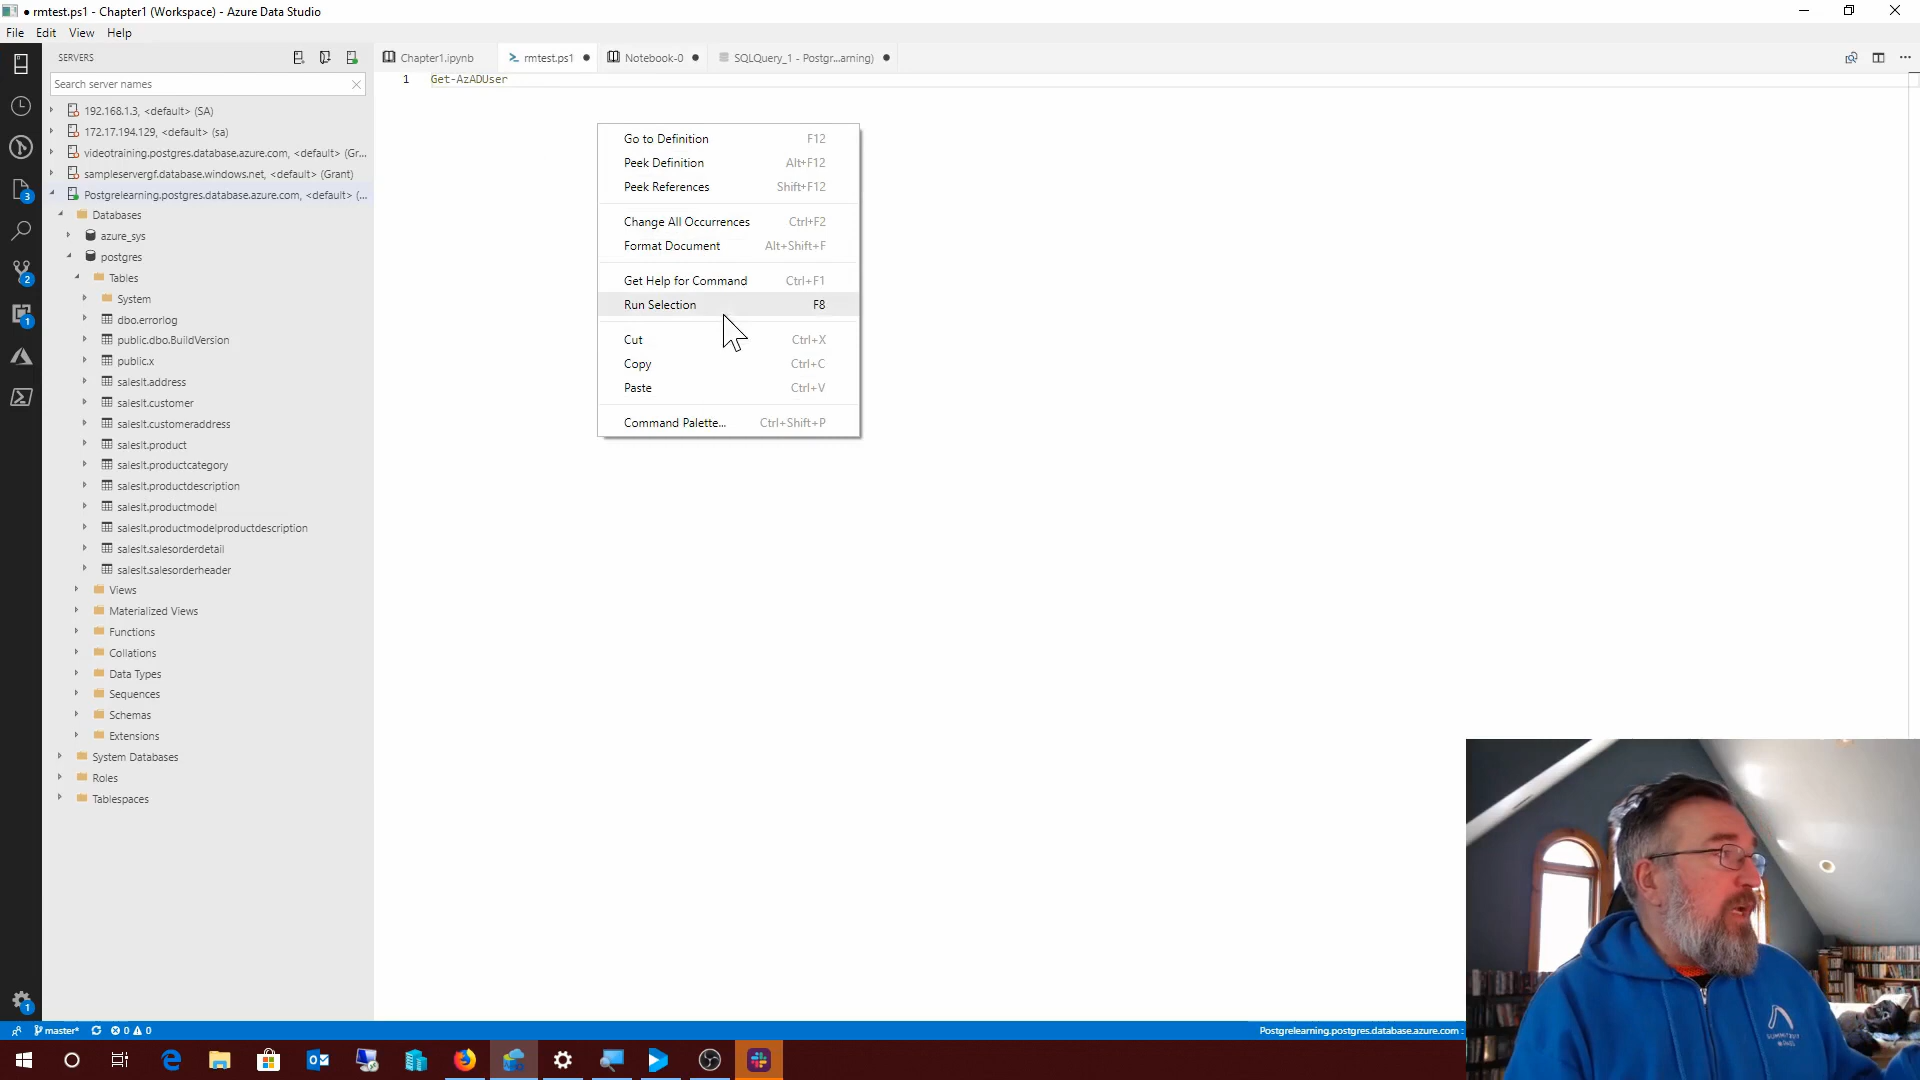 ● rmtest.ps1 - Chapter1 (Workspace) - Azure Data Studio
File Edit View Help
SERVERS
Search server names
192.168.1.3, <default> (SA)
172.17.194.129, <default> (sa)
videotraining.postgres.database.azure.com, <default> (Gr...
sampleservergf.database.windows.net, <default> (Grant)
Postgrelearning.postgres.database.azure.com, <default> (...
Databases
azure_sys
postgres
Tables
System
dbo.errorlog
public.dbo.BuildVersion
public.x
saleslt.address
saleslt.customer
saleslt.customeraddress
saleslt.product
saleslt.productcategory
saleslt.productdescription
saleslt.productmodel
saleslt.productmodelproductdescription
saleslt.salesorderdetail
saleslt.salesorderheader
Views
Materialized Views
Functions
Collations
Data Types
Sequences
Schemas
Extensions
System Databases
Roles
Tablespaces
3
2
1
1
Chapter1.ipynb rmtest.ps1 ● Notebook-0 ● SQLQuery_1 - Postgr...arning) ●
1 Get-AzADUser
Go to Definition F12
Peek Definition Alt+F12
Peek References Shift+F12
Change All Occurrences Ctrl+F2
Format Document Alt+Shift+F
Get Help for Command Ctrl+F1
Run Selection F8
Cut Ctrl+X
Copy Ctrl+C
Paste Ctrl+V
Command Palette... Ctrl+Shift+P
master* 0 0 Postgrelearning.postgres.database.azure.com :